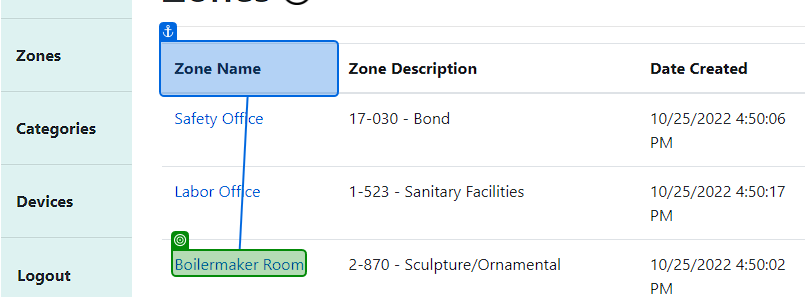 Zones
Zones
Zone Name Zone Description Date Created
Categories
Safety Office 17-030 - Bond 10/25/2022 4:50:06
PM
Devices
Labor Office 1-523 - Sanitary Facilities 10/25/2022 4:50:17
PM
Logout
Boilermaker Room 2-870 - Sculpture/Ornamental 10/25/2022 4:50:02
PM